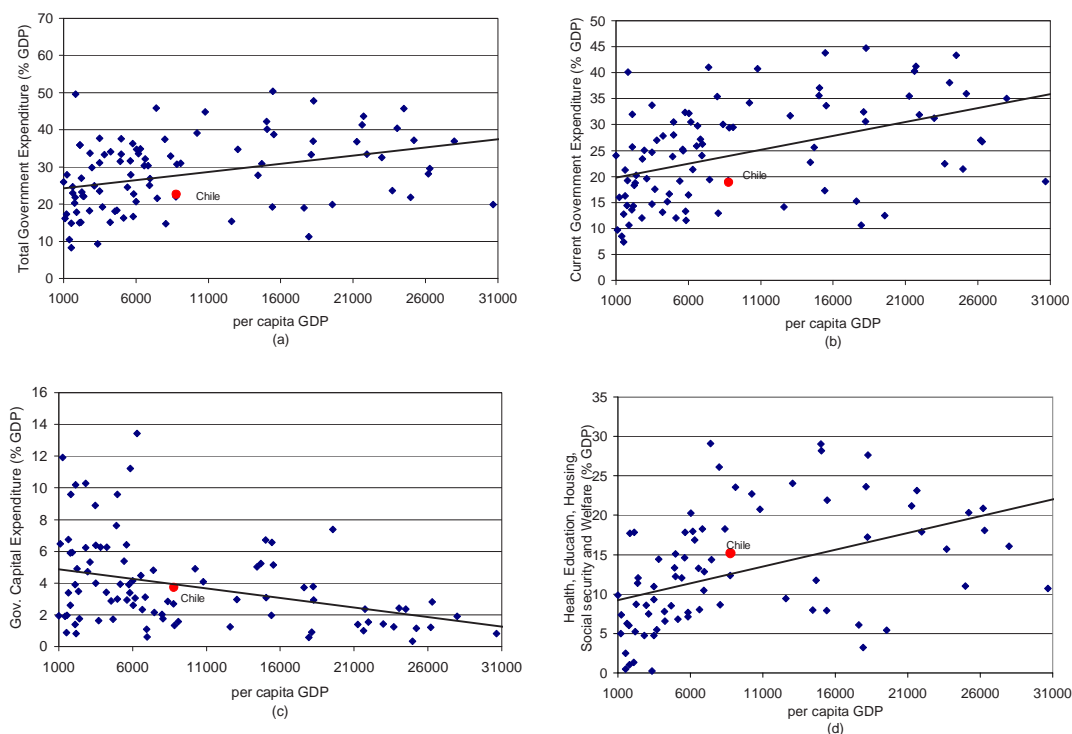 Total Government Expenditure (% GDP)
70
60
50
40
30
20
10
0
Chile
1000 6000 11000 16000 21000 26000 31000
per capita GDP
(a)
Current Government Expenditure (% GDP)
50
45
40
35
30
25
20
15
10
5
0
Chile
1000 6000 11000 16000 21000 26000 31000
per capita GDP
(b)
Gov. Capital Expenditure (% GDP)
16
14
12
10
8
6
4
2
0
Chile
1000 6000 11000 16000 21000 26000 31000
per capita GDP
(c)
Health, Education, Housing,
Social security and Welfare (% GDP)
35
30
25
20
15
10
5
0
Chile
1000 6000 11000 16000 21000 26000 31000
per capita GDP
(d)